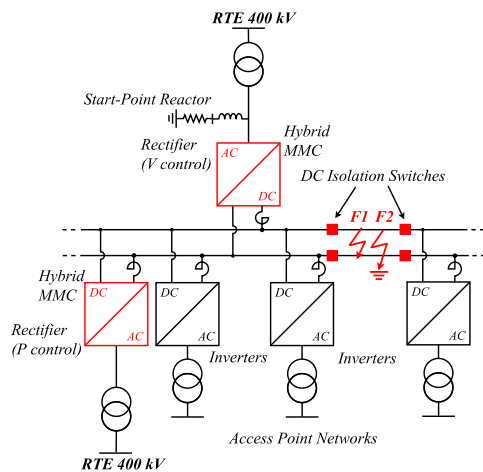 RTE 400 kV
Start-Point Reactor
Rectifier
(V control)
Hybrid
MMC
AC
DC
DC Isolation Switches
F1 F2
Hybrid
MMC
Rectifier
(P control)
DC
AC
DC
AC
DC
AC
DC
AC
Inverters
Inverters
RTE 400 kV
Access Point Networks